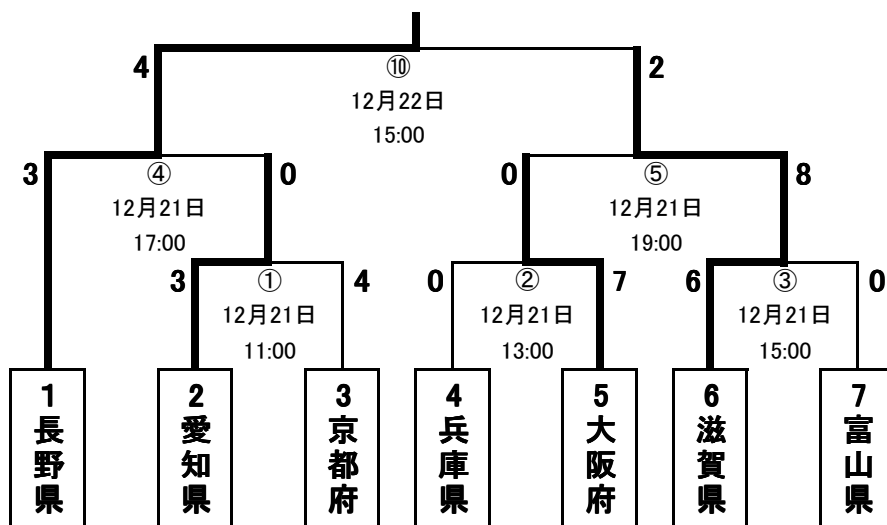 4
⑩
2
12月22日
15:00
3
④
0
0
⑤
8
12月21日
12月21日
17:00
19:00
3
①
4
0
②
7
6
③
0
12月21日
12月21日
12月21日
11:00
13:00
15:00
1
長野県
2
愛知県
3
京都府
4
兵庫県
5
大阪府
6
滋賀県
7
富山県